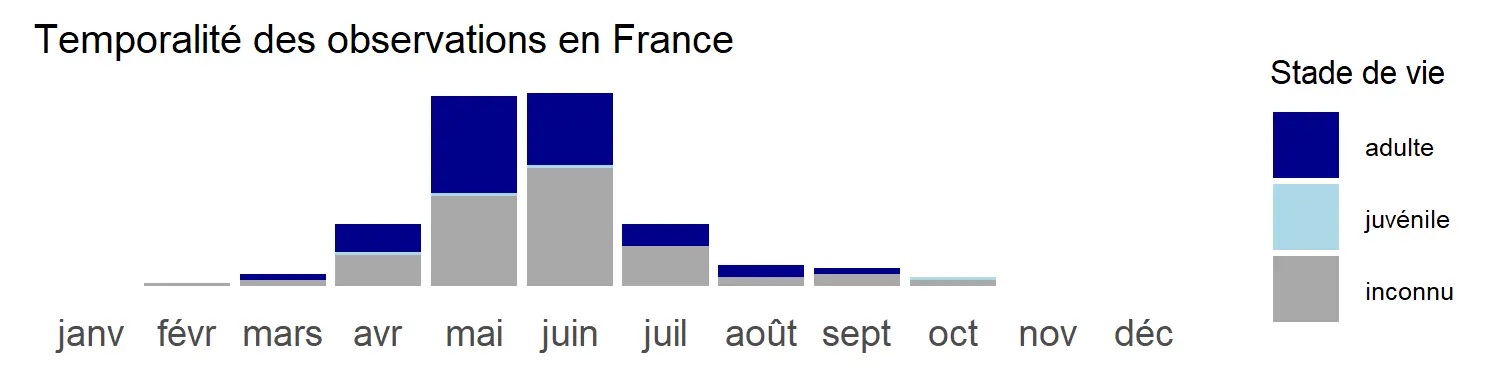 Temporalité des observations en France
Stade de vie
adulte
juvénile
inconnu
janv févr mars avr mai juin juil août sept oct nov déc